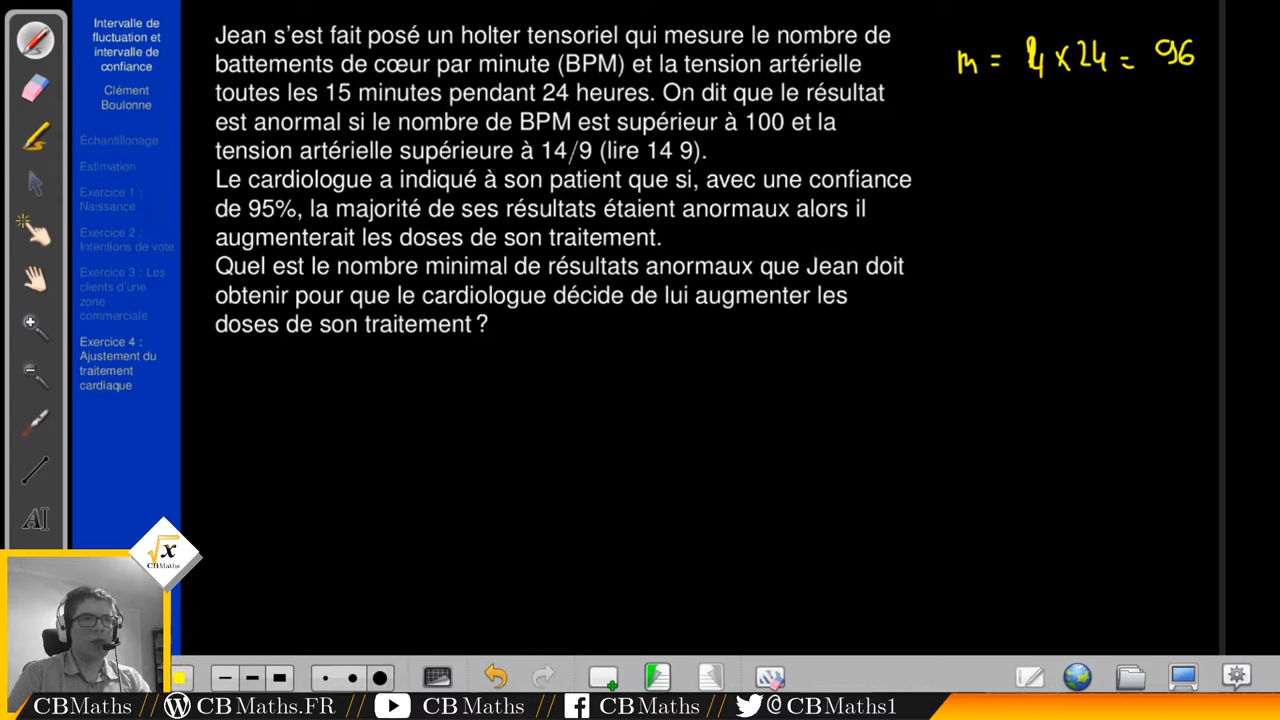 Intervalle de
fluctuation et
intervalle de
confiance
Clément
Boulonne
Échantillonage
Estimation
Exercice 1 :
Naissance
Exercice 2 :
Intentions de vote
Exercice 3 : Les
clients d'une
zone
commerciale
Exercice 4 :
Ajustement du
traitement
cardiaque
Jean s'est fait posé un holter tensoriel qui mesure le nombre de
battements de cœur par minute (BPM) et la tension artérielle
toutes les 15 minutes pendant 24 heures. On dit que le résultat
est anormal si le nombre de BPM est supérieur à 100 et la
tension artérielle supérieure à 14/9 (lire 14 9).
Le cardiologue a indiqué à son patient que si, avec une confiance
de 95%, la majorité de ses résultats étaient anormaux alors il
augmenterait les doses de son traitement.
Quel est le nombre minimal de résultats anormaux que Jean doit
obtenir pour que le cardiologue décide de lui augmenter les
doses de son traitement ?
n = 4 × 24 = 96
AI
√x
CBMaths
CBMaths
CBMaths.FR
CBMaths
CBMaths
@CBMaths1